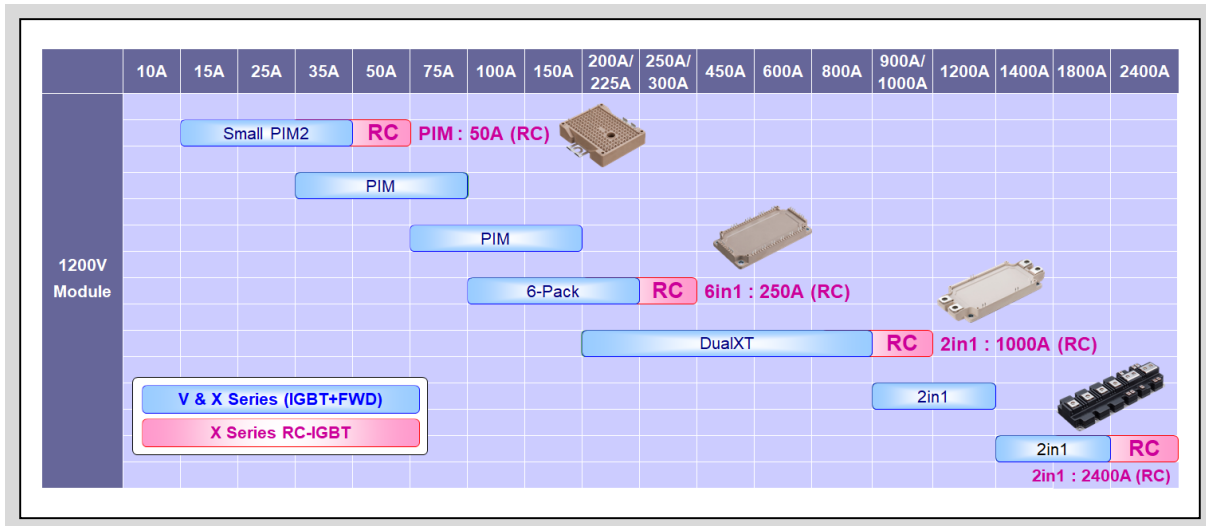 10A 15A 25A 35A 50A 75A 100A 150A 200A/ 225A 250A/ 300A 450A 600A 800A 900A/ 1000A 1200A 1400A 1800A 2400A
1200V
Module
Small PIM2 RC PIM : 50A (RC)
PIM
PIM
6-Pack RC 6in1 : 250A (RC)
DualXT RC 2in1 : 1000A (RC)
2in1
2in1 RC
2in1 : 2400A (RC)
V & X Series (IGBT+FWD)
X Series RC-IGBT